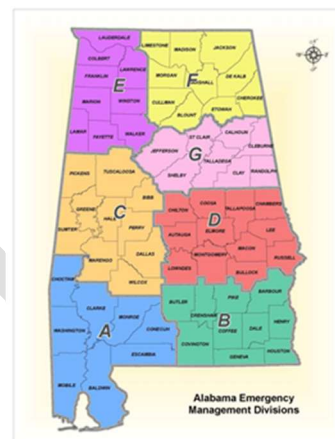 LAUDERDALE
LIMESTONE
MADISON
JACKSON
COLBERT
LAWRENCE
FRANKLIN
MORGAN
F
MARSHALL
DE KALB
E
MARION
WINSTON
CULLMAN
CHEROKEE
ETOWAH
BLOUNT
LAMAR
FAYETTE
WALKER
ST CLAIR
CALHOUN
CLEBURNE
JEFFERSON
G
TALLADEGA
SHELBY
CLAY
RANDOLPH
PICKENS
TUSCALOOSA
BIBB
GREENE
C
HALE
SUMTER
PERRY
MARENGO
DALLAS
WILCOX
COOSA
TALLAPOOSA
CHAMBERS
CHILTON
D
AUTAUGA
ELMORE
LEE
MACON
MONTGOMERY
RUSSELL
LOWNDES
BULLOCK
CHOCTAW
CLARKE
MONROE
WASHINGTON
A
CONECUH
ESCAMBIA
MOBILE
BALDWIN
BUTLER
PIKE
BARBOUR
CRENSHAW
B
COFFEE
DALE
HENRY
COVINGTON
GENEVA
HOUSTON
Alabama Emergency
Management Divisions